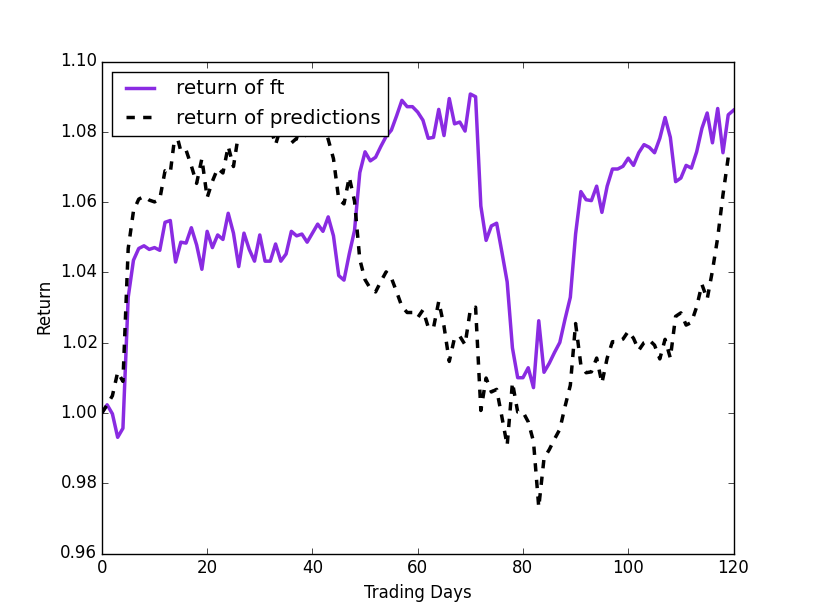 1.10
1.08
1.06
1.04
1.02
1.00
0.98
0.96
Return
return of ft
return of predictions
0 20 40 60 80 100 120
Trading Days